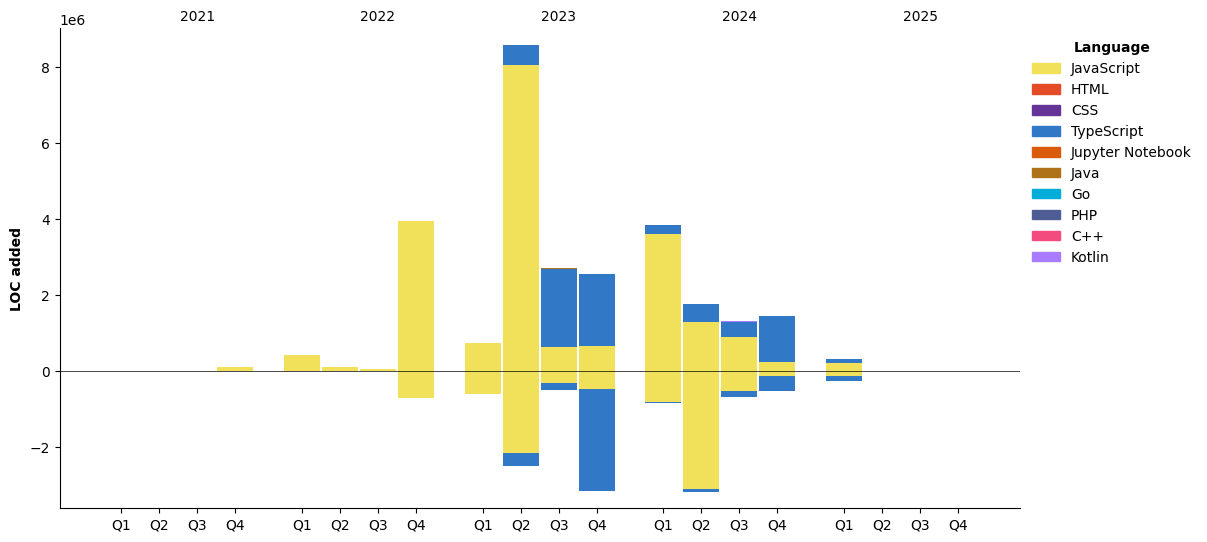 2021 2022 2023 2024 2025
1e6
8
6
4
2
0
−2
LOC added
Q1 Q2 Q3 Q4 Q1 Q2 Q3 Q4 Q1 Q2 Q3 Q4 Q1 Q2 Q3 Q4 Q1 Q2 Q3 Q4
Language
JavaScript
HTML
CSS
TypeScript
Jupyter Notebook
Java
Go
PHP
C++
Kotlin